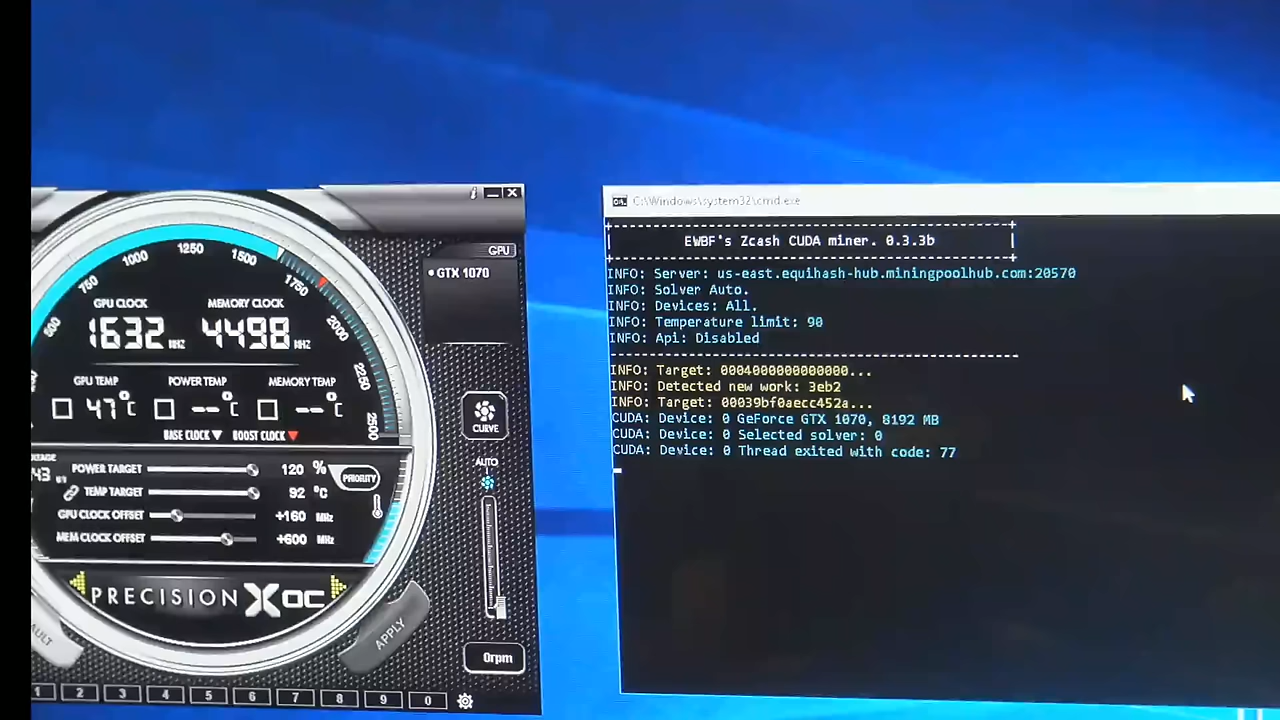 GPU
GTX 1070
500
750
1000
1250
1500
1750
2000
2250
2500
GPU CLOCK
MEMORY CLOCK
1632 MHZ
4498 MHZ
GPU TEMP
POWER TEMP
MEMORY TEMP
47°C
--°C
--°C
BASE CLOCK
BOOST CLOCK
POWER TARGET 120 %
PRIORITY
TEMP TARGET 92 °C
GPU CLOCK OFFSET +160 MHz
MEM CLOCK OFFSET +600 MHz
PRECISION X OC
CURVE
AUTO
APPLY
0rpm
1 2 3 4 5 6 7 8 9 0
C:\Windows\system32\cmd.exe
EWBF's Zcash CUDA miner. 0.3.3b
INFO: Server: us-east.equihash-hub.miningpoolhub.com:20570
INFO: Solver Auto.
INFO: Devices: All.
INFO: Temperature limit: 90
INFO: Api: Disabled
INFO: Target: 0004000000000000...
INFO: Detected new work: 3eb2
INFO: Target: 00039bf0aecc452a...
CUDA: Device: 0 GeForce GTX 1070, 8192 MB
CUDA: Device: 0 Selected solver: 0
CUDA: Device: 0 Thread exited with code: 77